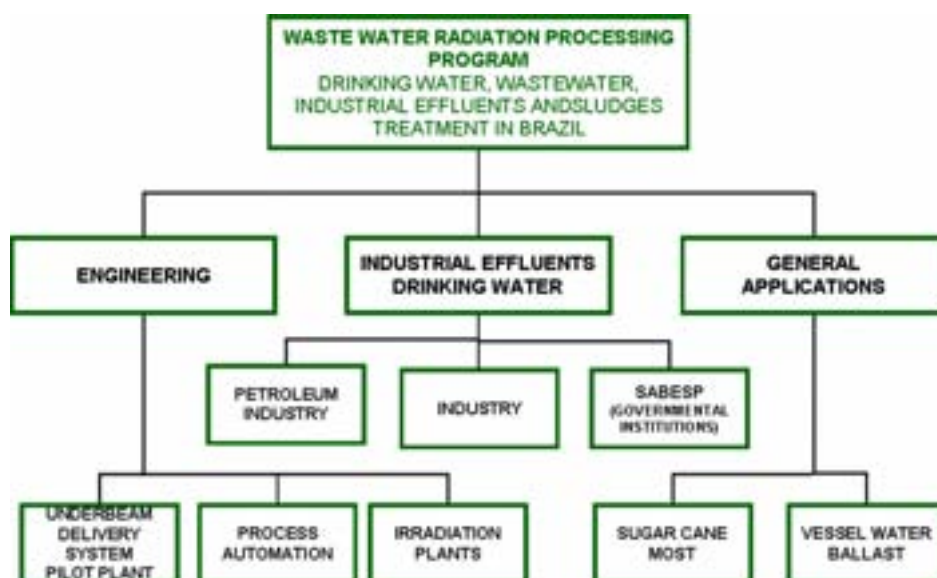 WASTE WATER RADIATION PROCESSING
PROGRAM
DRINKING WATER, WASTEWATER,
INDUSTRIAL EFFLUENTS ANDSLUDGES
TREATMENT IN BRAZIL
ENGINEERING
INDUSTRIAL EFFLUENTS
DRINKING WATER
GENERAL
APPLICATIONS
PETROLEUM
INDUSTRY
INDUSTRY
SABESP
(GOVERNMENTAL
INSTITUTIONS)
UNDERBEAM
DELIVERY
SYSTEM
PILOT PLANT
PROCESS
AUTOMATION
IRRADIATION
PLANTS
SUGAR CANE
MOST
VESSEL WATER
BALLAST